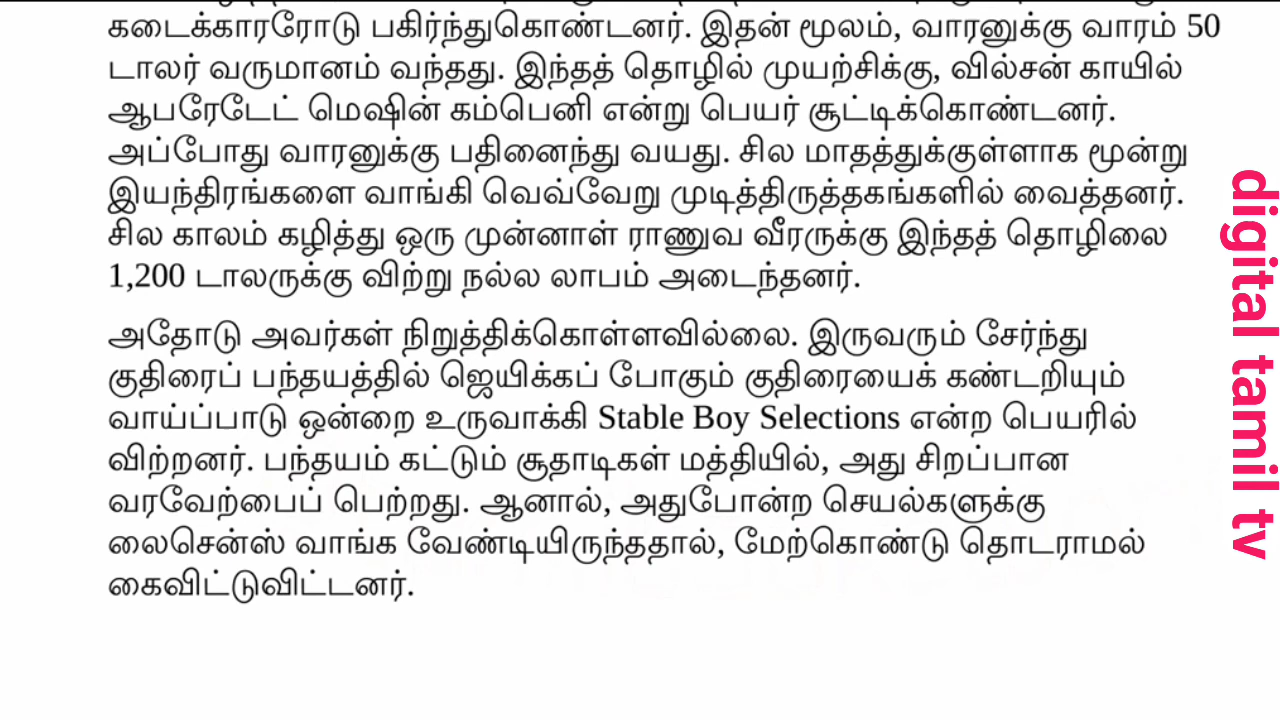 கடைக்காரரோடு பகிர்ந்துகொண்டனர். இதன் மூலம், வாரனுக்கு வாரம் 50
டாலர் வருமானம் வந்தது. இந்தத் தொழில் முயற்சிக்கு, வில்சன் காயில்
ஆபரேடேட் மெஷின் கம்பெனி என்று பெயர் சூட்டிக்கொண்டனர்.
அப்போது வாரனுக்கு பதினைந்து வயது. சில மாதத்துக்குள்ளாக மூன்று
இயந்திரங்களை வாங்கி வெவ்வேறு முடித்திருத்தகங்களில் வைத்தனர்.
சில காலம் கழித்து ஒரு முன்னாள் ராணுவ வீரருக்கு இந்தத் தொழிலை
1,200 டாலருக்கு விற்று நல்ல லாபம் அடைந்தனர்.
அதோடு அவர்கள் நிறுத்திக்கொள்ளவில்லை. இருவரும் சேர்ந்து
குதிரைப் பந்தயத்தில் ஜெயிக்கப் போகும் குதிரையைக் கண்டறியும்
வாய்ப்பாடு ஒன்றை உருவாக்கி Stable Boy Selections என்ற பெயரில்
விற்றனர். பந்தயம் கட்டும் சூதாடிகள் மத்தியில், அது சிறப்பான
வரவேற்பைப் பெற்றது. ஆனால், அதுபோன்ற செயல்களுக்கு
லைசென்ஸ் வாங்க வேண்டியிருந்ததால், மேற்கொண்டு தொடராமல்
கைவிட்டுவிட்டனர்.
digital tamil tv